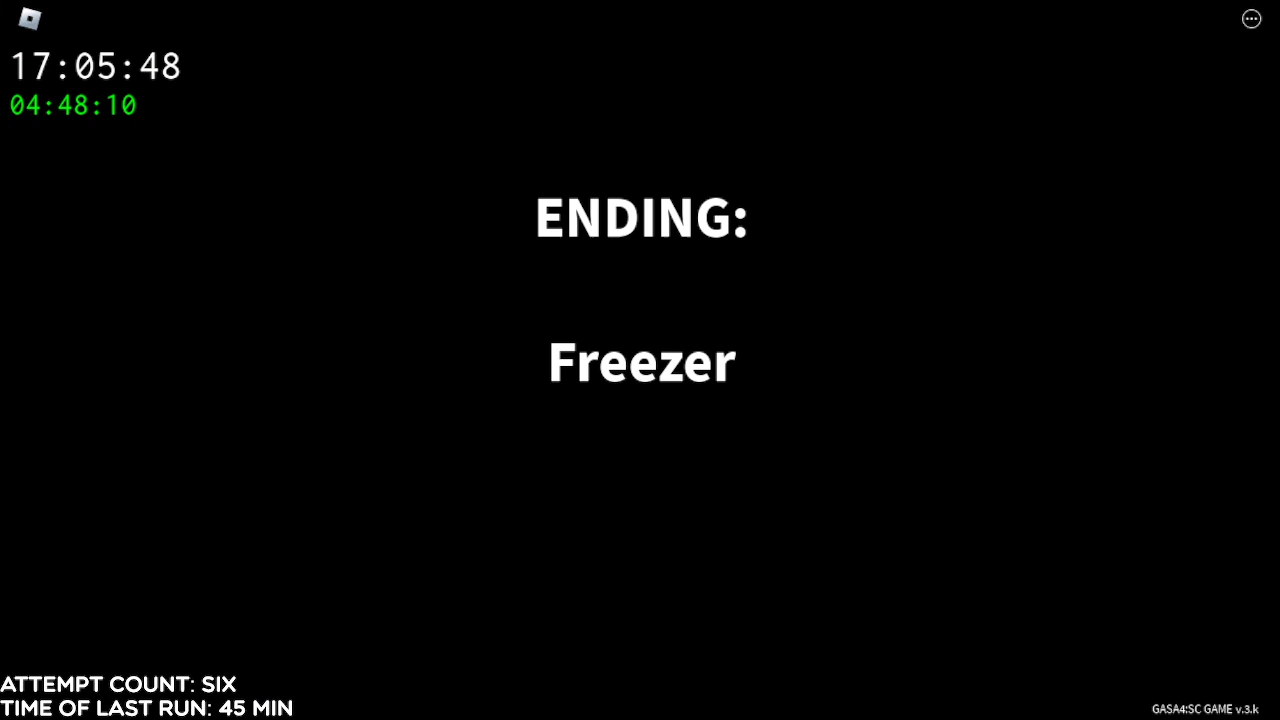 17:05:48
04:48:10
ENDING:
Freezer
ATTEMPT COUNT: SIX
TIME OF LAST RUN: 45 MIN
GASA4:SC GAME v.3.k